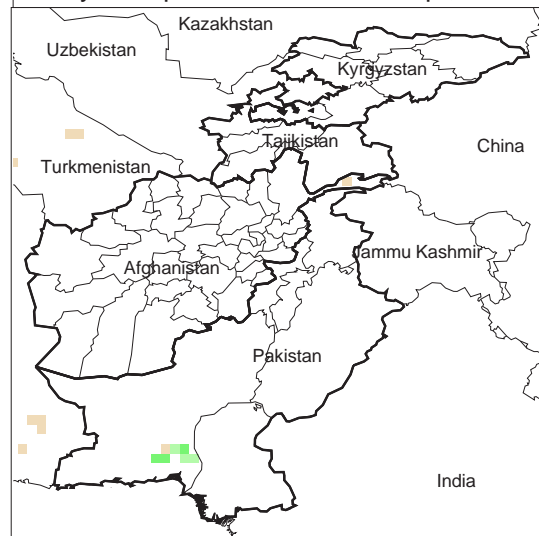 Kazakhstan
Uzbekistan
Kyrgyzstan
Tajikistan
China
Turkmenistan
Jammu Kashmir
Afghanistan
Pakistan
India